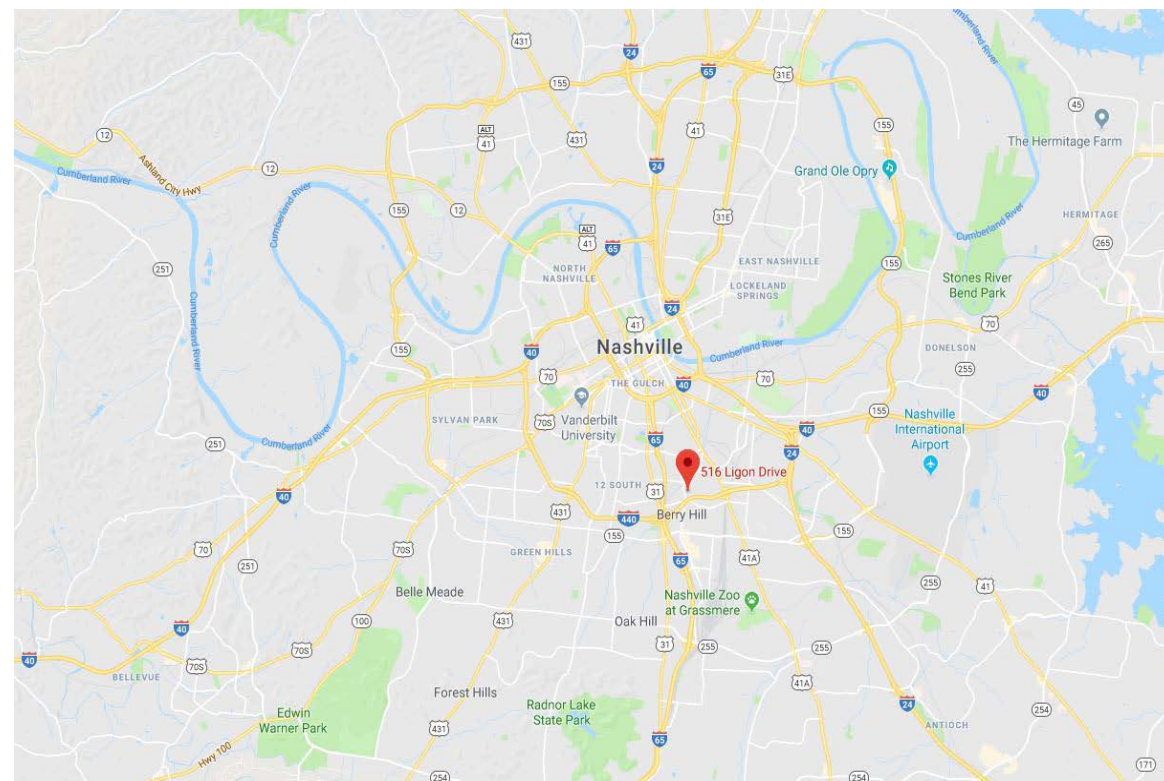 431
24
65
31E
155
155
45
The Hermitage Farm
12
ALT
41
431
41
155
Ashland City Hwy
Cumberland River
12
24
Grand Ole Opry
Cumberland River
155
12
31E
HERMITAGE
ALT
41
65
Cumberland River
265
251
NORTH
NASHVILLE
EAST NASHVILLE
155
LOCKELAND
SPRINGS
Stones River
Bend Park
Cumberland River
24
41
70
155
40
Nashville
Cumberland River
DONELSON
70
THE GULCH
40
70
255
40
SYLVAN PARK
70S
Vanderbilt
University
155
Nashville
International
Airport
251
Cumberland River
65
40
24
516 Ligon Drive
40
12 SOUTH
31
431
440
Berry Hill
155
155
70
70S
GREEN HILLS
65
41A
251
255
41
Belle Meade
Nashville Zoo
at Grassmere
100
431
Oak Hill
40
31
255
255
40
70S
70S
BELLEVUE
41A
Forest Hills
Radnor Lake
State Park
24
254
Edwin
Warner Park
431
ANTIOCH
65
Hwy 100
254
254
171